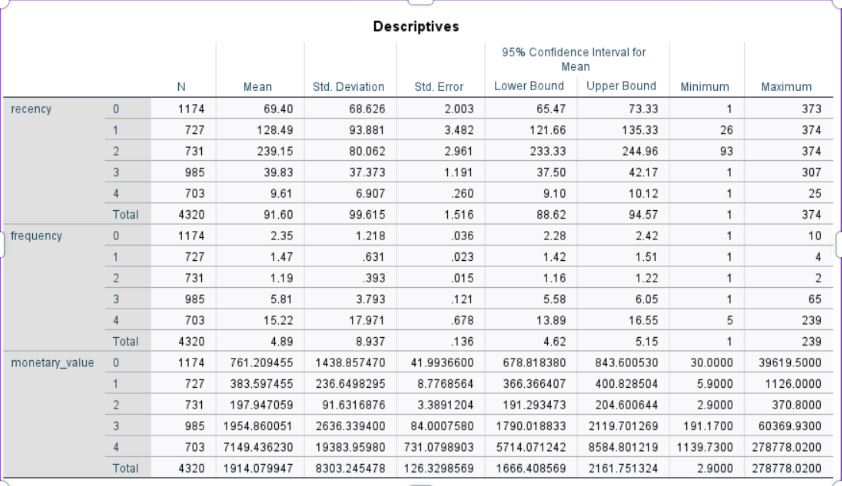 Descriptives
95% Confidence Interval for
Mean
N Mean Std. Deviation Std. Error Lower Bound Upper Bound Minimum Maximum
recency 0 1174 69.40 68.626 2.003 65.47 73.33 1 373
1 727 128.49 93.881 3.482 121.66 135.33 26 374
2 731 239.15 80.062 2.961 233.33 244.96 93 374
3 985 39.83 37.373 1.191 37.50 42.17 1 307
4 703 9.61 6.907 .260 9.10 10.12 1 25
Total 4320 91.60 99.615 1.516 88.62 94.57 1 374
frequency 0 1174 2.35 1.218 .036 2.28 2.42 1 10
1 727 1.47 .631 .023 1.42 1.51 1 4
2 731 1.19 .393 .015 1.16 1.22 1 2
3 985 5.81 3.793 .121 5.58 6.05 1 65
4 703 15.22 17.971 .678 13.89 16.55 5 239
Total 4320 4.89 8.937 .136 4.62 5.15 1 239
monetary_value 0 1174 761.209455 1438.857470 41.9936600 678.818380 843.600530 30.0000 39619.5000
1 727 383.597455 236.6498295 8.7768564 366.366407 400.828504 5.9000 1126.0000
2 731 197.947059 91.6316876 3.3891204 191.293473 204.600644 2.9000 370.8000
3 985 1954.860051 2636.339400 84.0007580 1790.018833 2119.701269 191.1700 60369.9300
4 703 7149.436230 19383.95980 731.0798903 5714.071242 8584.801219 1139.7300 278778.0200
Total 4320 1914.079947 8303.245478 126.3298569 1666.408569 2161.751324 2.9000 278778.0200